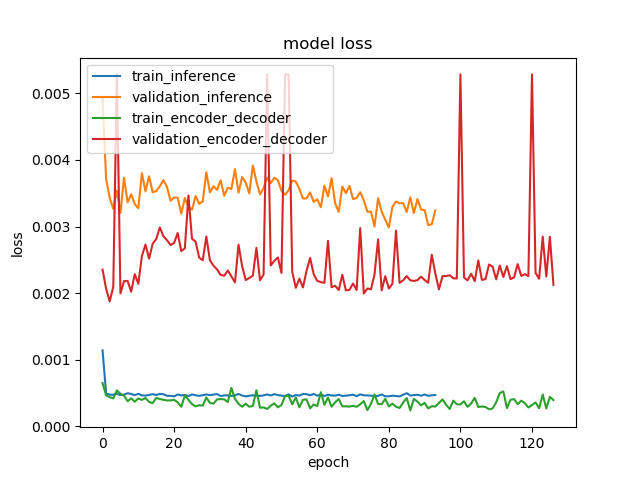 model loss
train_inference
validation_inference
train_encoder_decoder
validation_encoder_decoder
loss
0.005
0.004
0.003
0.002
0.001
0.000
0 20 40 60 80 100 120
epoch